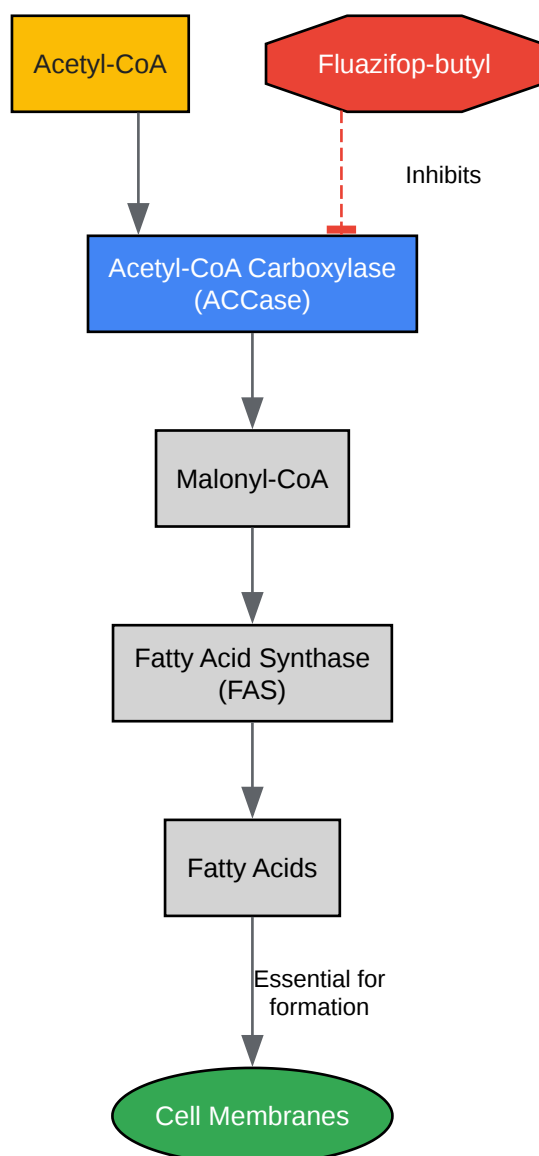 Acetyl-CoA
Fluazifop-butyl
Inhibits
Acetyl-CoA Carboxylase
(ACCase)
Malonyl-CoA
Fatty Acid Synthase
(FAS)
Fatty Acids
Essential for
formation
Cell Membranes